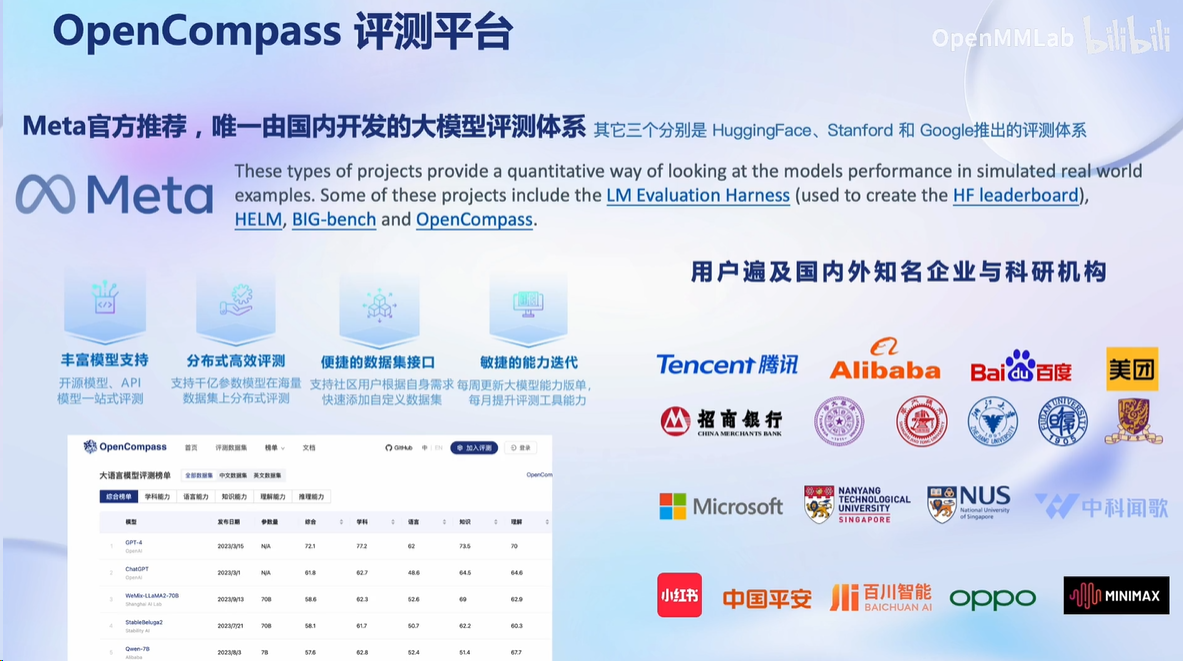 OpenCompass 评测平台
OpenMMLab bilibili
Meta官方推荐，唯一由国内开发的大模型评测体系 其它三个分别是 HuggingFace、Stanford 和 Google推出的评测体系
Meta
These types of projects provide a quantitative way of looking at the models performance in simulated real world
examples. Some of these projects include the LM Evaluation Harness (used to create the HF leaderboard),
HELM, BIG-bench and OpenCompass.
丰富模型支持
开源模型、API
模型一站式评测
分布式高效评测
支持千亿参数模型在海量
数据集上分布式评测
便捷的数据集接口
支持社区用户根据自身需求
快速添加自定义数据集
敏捷的能力迭代
每周更新大模型能力版单，
每月提升评测工具能力
OpenCompass 首页 评测数据集 榜单 文档 GitHub 中 EN 加入评测 登录
大语言模型评测榜单 全部数据集 中文数据集 英文数据集 OpenCom
综合榜单 学科能力 语言能力 知识能力 理解能力 推理能力
模型 发布日期 参数量 综合 学科 语言 知识 理解
1 GPT-4 OpenAI 2023/3/15 N/A 72.1 77.2 62 73.5 70
2 ChatGPT OpenAI 2023/3/1 N/A 61.8 62.7 48.6 64.5 64.6
3 WeMix-LLaMA2-70B Shanghai AI Lab 2023/9/13 70B 58.6 62.3 52.6 69 62.9
4 StableBeluga2 Stability AI 2023/7/21 70B 58.1 61.7 50.7 62.2 60.3
5 Qwen-7B Alibaba 2023/8/3 7B 57.6 62.8 52.4 51.4 67.7
用户遍及国内外知名企业与科研机构
Tencent 腾讯
Alibaba
Bai du 百度
美团
招商银行
CHINA MERCHANTS BANK
ZHEJIANG UNIVERSITY
FUDAN UNIVERSITY 1905
Microsoft
NANYANG
TECHNOLOGICAL
UNIVERSITY
SINGAPORE
NUS
National University
of Singapore
中科闻歌
小红书
中国平安
百川智能
BAICHUAN AI
oppo
MINIMAX